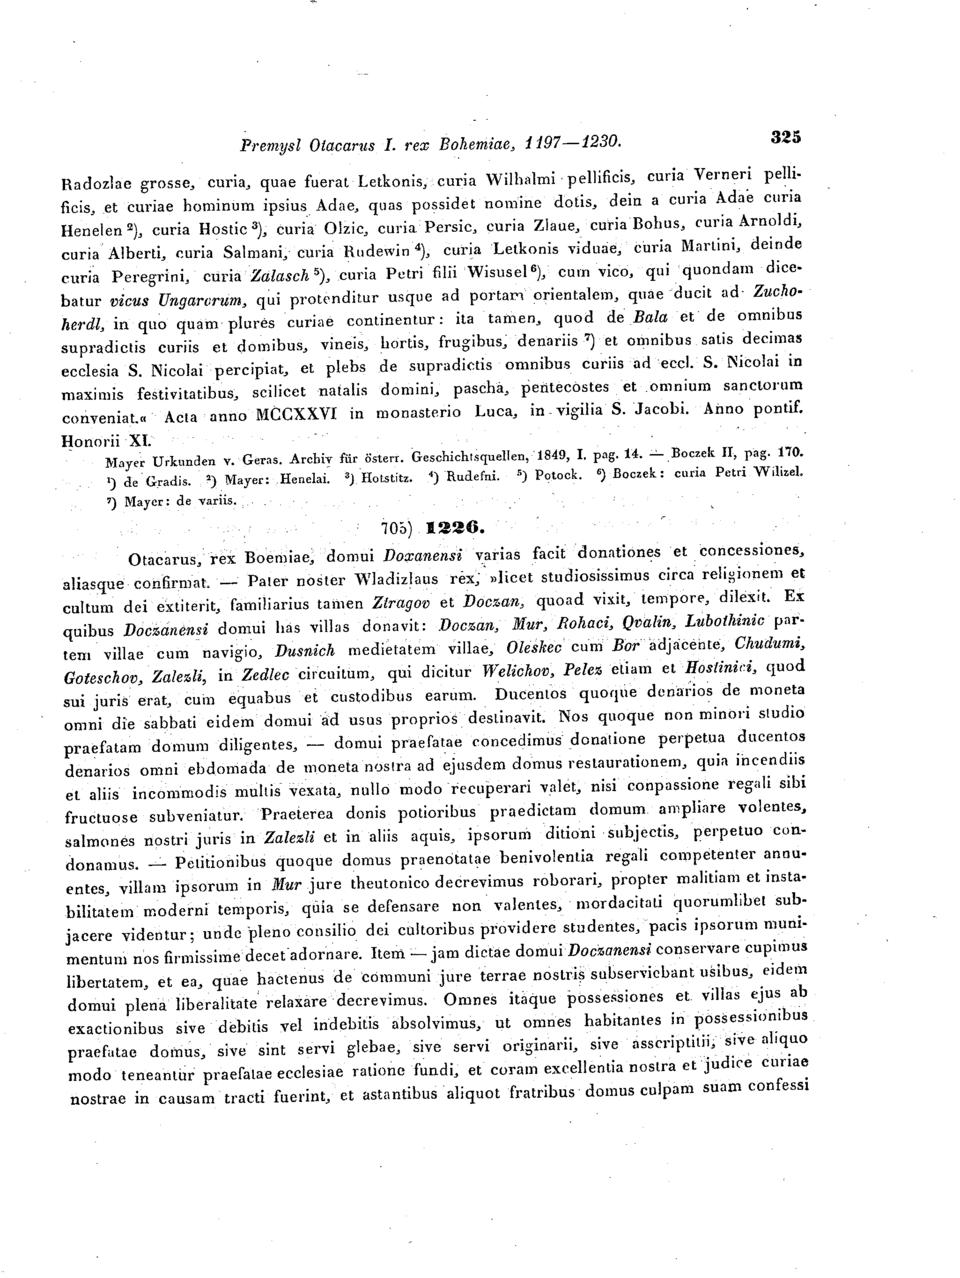 Premysl Otacarus I. rex Bohemiae, 1197—1230. 325
Radozlae grosse, curia, quae fuerat Letkonis, curia Wilhalmi pellificis, curia Verneri pelli-
ficis, et curiae hominum ipsius Adae, quas possidet nomine dotis, dein a curia Adae curia
Henelen ²), curia Hostic ³), curia Olzic, curia Persic, curia Zlaue, curia Bohus, curia Arnoldi,
curia Alberti, curia Salmani, curia Rudewin ⁴), curia Letkonis viduae, curia Martini, deinde
curia Peregrini, curia Zalasch ⁵), curia Petri filii Wisusel ⁶), cum vico, qui quondam dice-
batur vicus Ungarcrum, qui protenditur usque ad portam orientalem, quae ducit ad Zucho-
herdl, in quo quam plures curiae continentur: ita tamen, quod de Bala et de omnibus
supradictis curiis et domibus, vineis, hortis, frugibus, denariis ⁷) et omnibus satis decimas
ecclesia S. Nicolai percipiat, et plebs de supradictis omnibus curiis ad eccl. S. Nicolai in
maximis festivitatibus, scilicet natalis domini, pascha, pentecostes et omnium sanctorum
conveniat.« Acta anno MCCXXVI in monasterio Luca, in vigilia S. Jacobi. Anno pontif.
Honorii XI.
Mayer Urkunden v. Geras. Archiv für österr. Geschichtsquellen, 1849, I. pag. 14. — Boczek II, pag. 170.
¹) de Gradis. ²) Mayer: Henelai. ³) Hotstitz. ⁴) Rudefni. ⁵) Potock. ⁶) Boczek: curia Petri Wilizel.
⁷) Mayer: de variis.
705) 1226.
Otacarus, rex Boemiae, domui Doxanensi varias facit donationes et concessiones,
aliasque confirmat. — Pater noster Wladizlaus rex, »licet studiosissimus circa religionem et
cultum dei extiterit, familiarius tamen Ztragov et Doczan, quoad vixit, tempore, dilexit. Ex
quibus Doczanensi domui has villas donavit: Doczan, Mur, Rohaci, Qvalin, Lubothinic par-
tem villae cum navigio, Dusnich medietatem villae, Oleskec cum Bor adjacente, Chudumi,
Goteschov, Zalezli, in Zedlec circuitum, qui dicitur Welichov, Pelez etiam et Hostinici, quod
sui juris erat, cum equabus et custodibus earum. Ducentos quoque denarios de moneta
omni die sabbati eidem domui ad usus proprios destinavit. Nos quoque non minori studio
praefatam domum diligentes, — domui praefatae concedimus donatione perpetua ducentos
denarios omni ebdomada de moneta nostra ad ejusdem domus restaurationem, quia incendiis
et aliis incommodis multis vexata, nullo modo recuperari valet, nisi conpassione regali sibi
fructuose subveniatur. Praeterea donis potioribus praedictam domum ampliare volentes,
salmones nostri juris in Zalezli et in aliis aquis, ipsorum ditioni subjectis, perpetuo con-
donamus. — Petitionibus quoque domus praenotatae benivolentia regali competenter annu-
entes, villam ipsorum in Mur jure theutonico decrevimus roborari, propter malitiam et insta-
bilitatem moderni temporis, quia se defensare non valentes, mordacitati quorumlibet sub-
jacere videntur; unde pleno consilio dei cultoribus providere studentes, pacis ipsorum muni-
mentum nos firmissime decet adornare. Item — jam dictae domui Doczanensi conservare cupimus
libertatem, et ea, quae hactenus de communi jure terrae nostris subserviebant usibus, eidem
domui plena liberalitate relaxare decrevimus. Omnes itaque possessiones et villas ejus ab
exactionibus sive debitis vel indebitis absolvimus, ut omnes habitantes in possessionibus
praefatae domus, sive sint servi glebae, sive servi originarii, sive asscriptitii, sive aliquo
modo teneantur praefatae ecclesiae ratione fundi, et coram excellentia nostra et judice curiae
nostrae in causam tracti fuerint, et astantibus aliquot fratribus domus culpam suam confessi